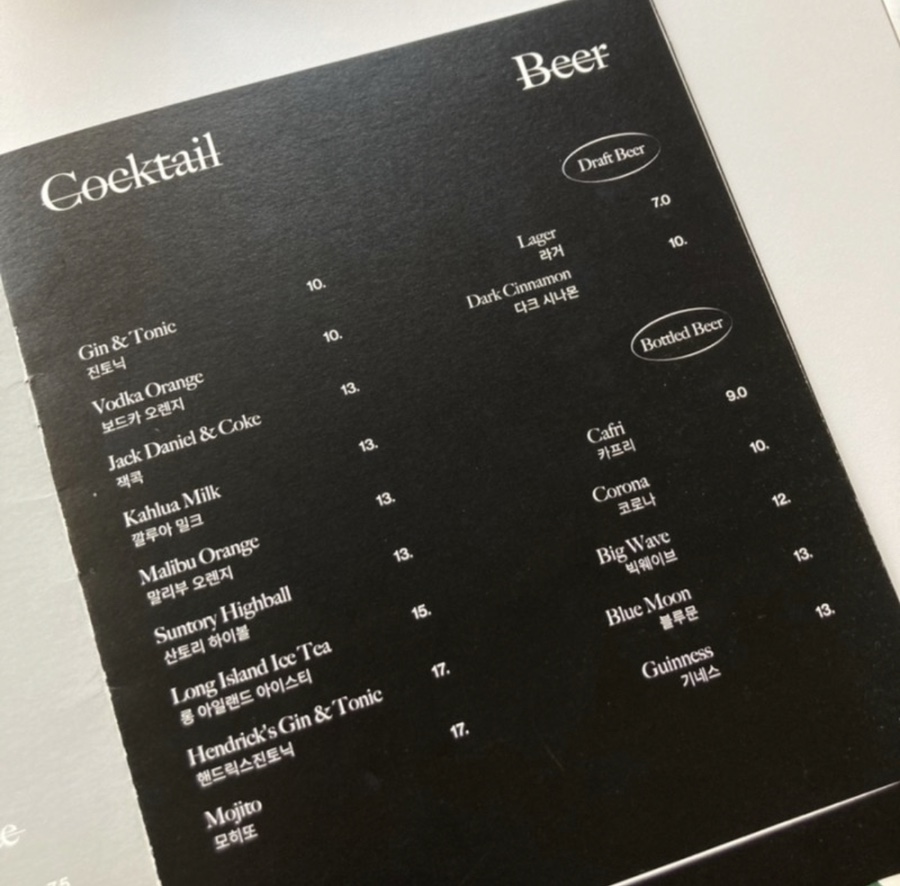 Cocktail
Gin & Tonic 10.
진토닉
Vodka Orange 10.
보드카 오렌지
Jack Daniel & Coke 13.
잭콕
Kahlua Milk 13.
깔루아 밀크
Malibu Orange 13.
말리부 오렌지
Suntory Highball 13.
산토리 하이볼
Long Island Ice Tea 15.
롱 아일랜드 아이스티
Hendrick's Gin & Tonic 17.
핸드릭스진토닉
Mojito 17.
모히또
Beer
Draft Beer
Lager 7.0
라거
Dark Cinnamon 10.
다크 시나몬
Bottled Beer
Cafri 9.0
카프리
Corona 10.
코로나
Big Wave 12.
빅웨이브
Blue Moon 13.
블루문
Guinness 13.
기네스